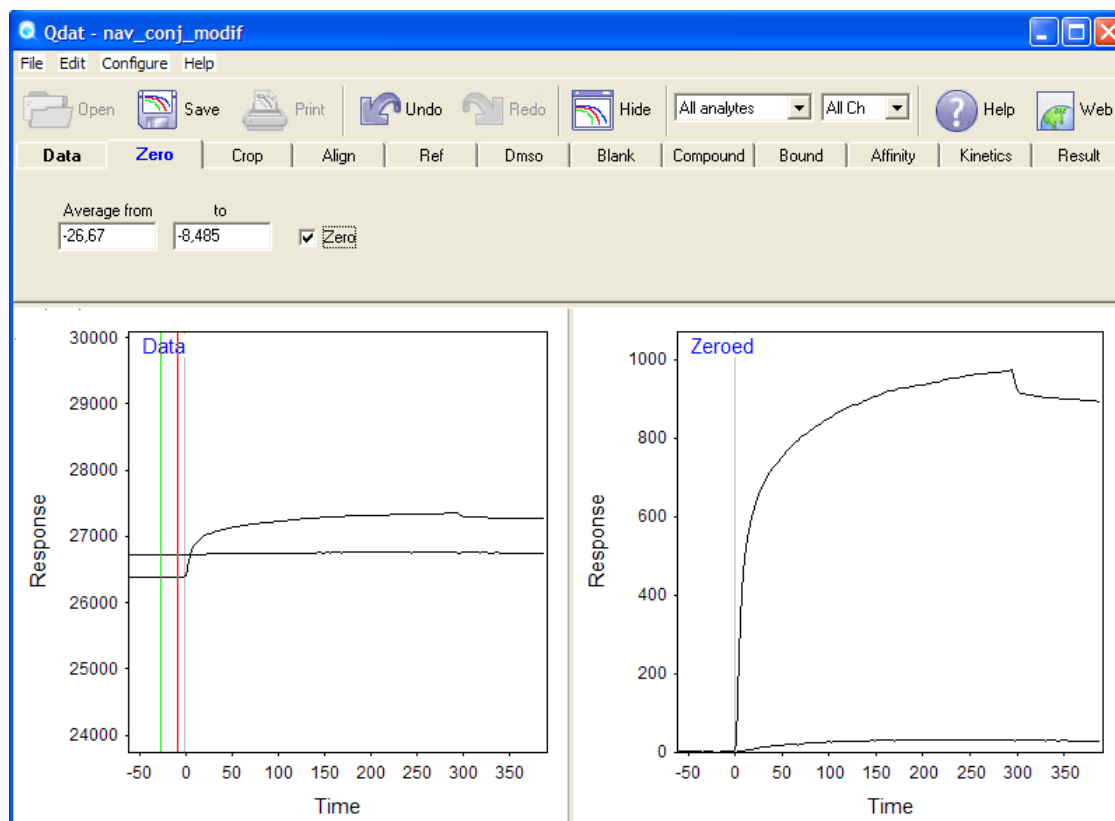 Qdat - nav_conj_modif
File Edit Configure Help
Open Save Print Undo Redo Hide All analytes All Ch Help Web
Data Zero Crop Align Ref Dmso Blank Compound Bound Affinity Kinetics Result
Average from to
-26,67 -8,485 Zero
Data
30000
29000
28000
27000
26000
25000
24000
Response
-50 0 50 100 150 200 250 300 350
Time
Zeroed
1000
800
600
400
200
0
Response
-50 0 50 100 150 200 250 300 350
Time